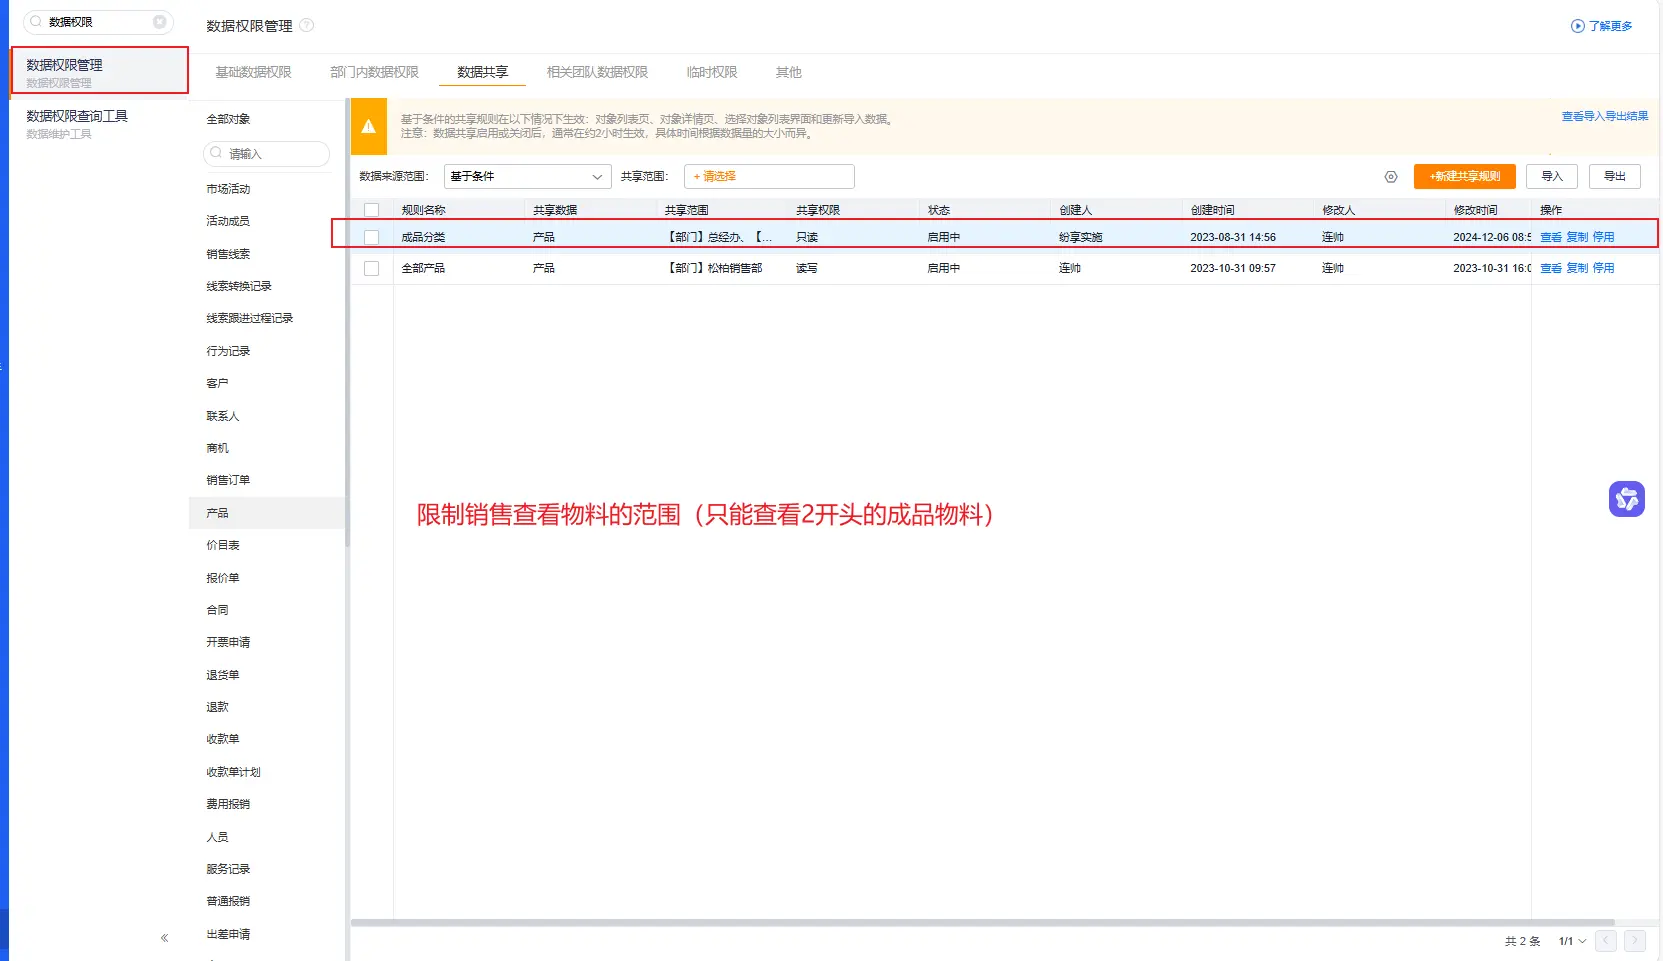 数据权限
数据权限管理
数据权限管理
数据权限查询工具
数据维护工具
数据权限管理
了解更多
基础数据权限
部门内数据权限
数据共享
相关团队数据权限
临时权限
其他
全部对象
请输入
市场活动
活动成员
销售线索
线索转换记录
线索跟进过程记录
行为记录
客户
联系人
商机
销售订单
产品
价目表
报价单
合同
开票申请
退货单
退款
收款单
收款单计划
费用报销
人员
服务记录
普通报销
出差申请
基于条件的共享规则在以下情况下生效：对象列表页、对象详情页、选择对象列表界面和更新导入数据。
注意：数据共享启用或关闭后，通常在约2小时生效，具体时间根据数据量的大小而异。
查看导入导出结果
数据来源范围： 基于条件 共享范围： + 请选择
+新建共享规则 导入 导出
规则名称 共享数据 共享范围 共享权限 状态 创建人 创建时间 修改人 修改时间 操作
成品分类 产品 【部门】总经办、【... 只读 启用中 纷享实施 2023-08-31 14:56 连帅 2024-12-06 08:5 查看 复制 停用
全部产品 产品 【部门】松柏销售部 读写 启用中 连帅 2023-10-31 09:57 连帅 2023-10-31 16:0 查看 复制 停用
限制销售查看物料的范围（只能查看2开头的成品物料）
共 2 条 1/1